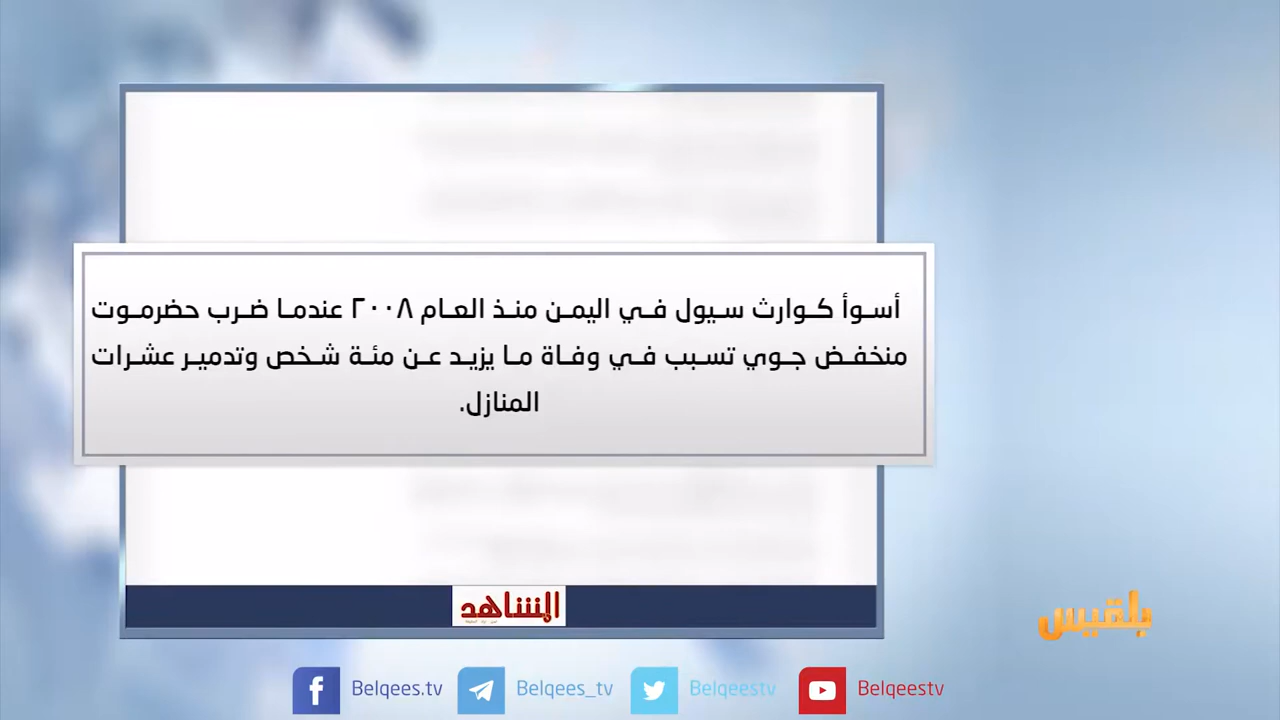 أسوأ كوارث سيول في اليمن منذ العام ٢٠٠٨ عندما ضرب حضرموت
منخفض جوي تسبب في وفاة ما يزيد عن مئة شخص وتدمير عشرات
المنازل.
المشاهد
بلقيس
Belqees.tv
Belqees_tv
Belqeestv
Belqeestv